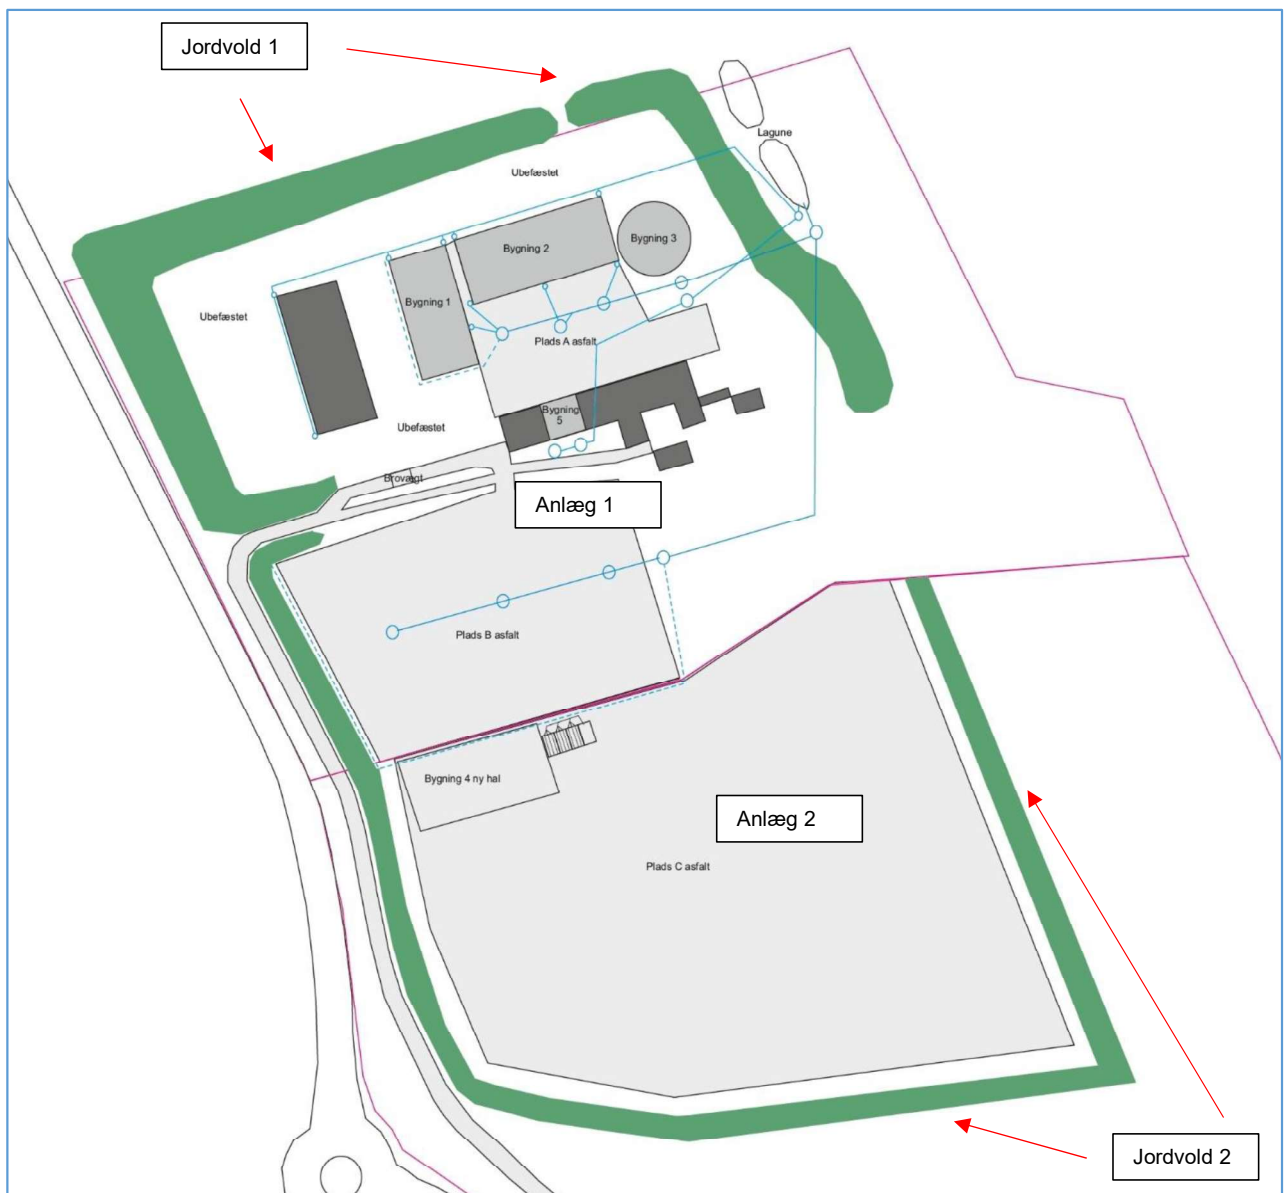 Jordvold 1
Lagune
Ubefæstet
Bygning 2
Bygning 3
Bygning 1
Ubefæstet
Plads A asfalt
Bygning
5
Ubefæstet
Brovægt
Anlæg 1
Plads B asfalt
Bygning 4 ny hal
Anlæg 2
Plads C asfalt
Jordvold 2